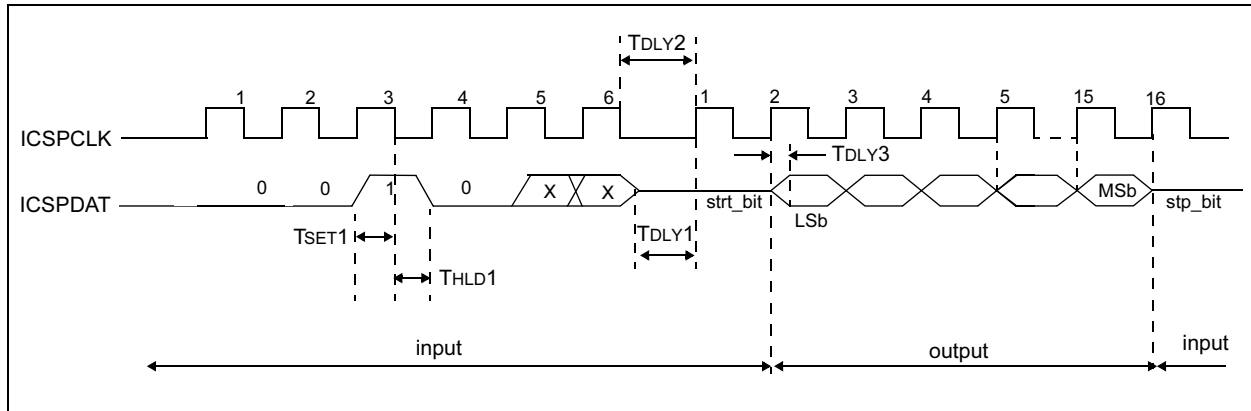 TDLY2
1 2 3 4 5 6 1 2 3 4 5 15 16
ICSPCLK
TDLY3
ICSPDAT
0 0 1 0 X X strt_bit LSb MSb stp_bit
TSET1
TDLY1
THLD1
input output input